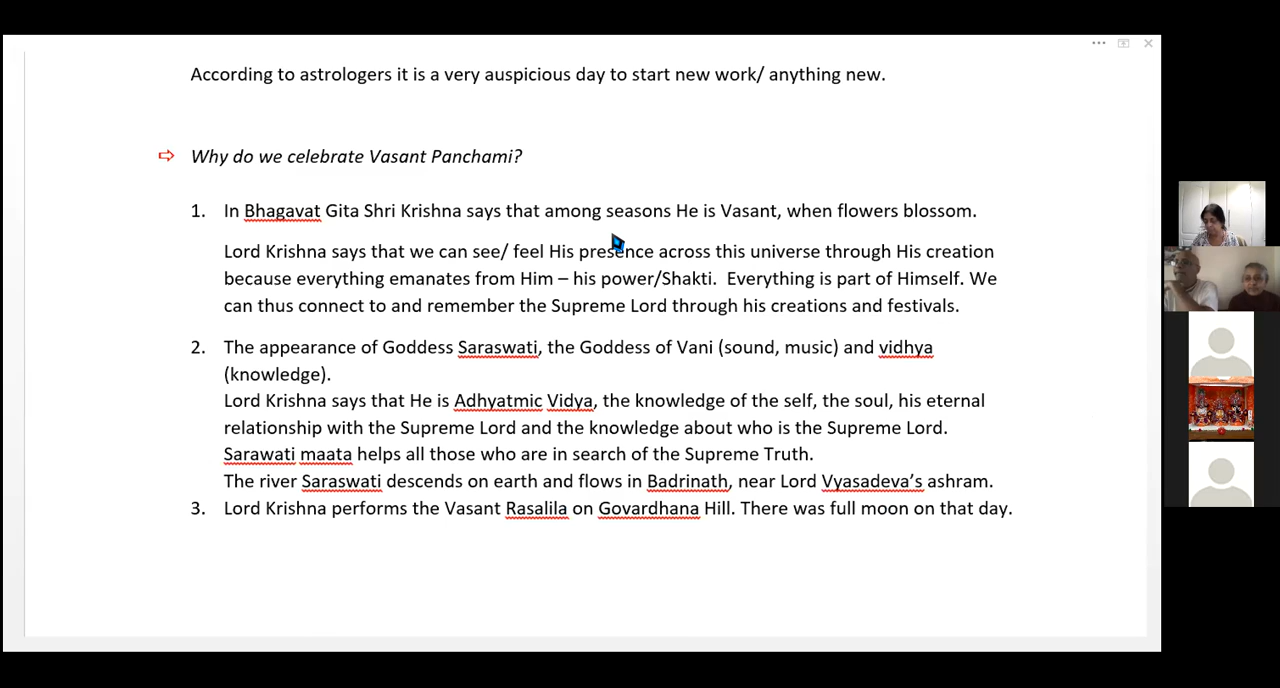 According to astrologers it is a very auspicious day to start new work/ anything new.
Why do we celebrate Vasant Panchami?
1. In Bhagavat Gita Shri Krishna says that among seasons He is Vasant, when flowers blossom.
Lord Krishna says that we can see/ feel His presence across this universe through His creation
because everything emanates from Him – his power/Shakti.  Everything is part of Himself. We
can thus connect to and remember the Supreme Lord through his creations and festivals.
2. The appearance of Goddess Saraswati, the Goddess of Vani (sound, music) and vidhya
(knowledge).
Lord Krishna says that He is Adhyatmic Vidya, the knowledge of the self, the soul, his eternal
relationship with the Supreme Lord and the knowledge about who is the Supreme Lord.
Sarawati maata helps all those who are in search of the Supreme Truth.
The river Saraswati descends on earth and flows in Badrinath, near Lord Vyasadeva’s ashram.
3. Lord Krishna performs the Vasant Rasalila on Govardhana Hill. There was full moon on that day.